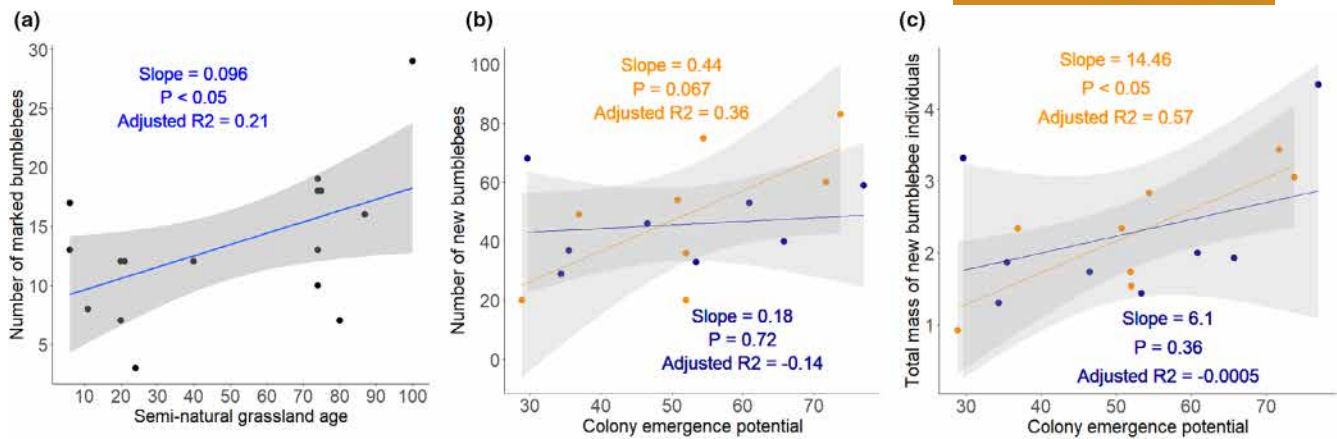 (a)
Number of marked bumblebees
30
25
20
15
10
5
Slope = 0.096
P < 0.05
Adjusted R2 = 0.21
10 20 30 40 50 60 70 80 90 100
Semi-natural grassland age
(b)
Number of new bumblebees
100
80
60
40
20
0
Slope = 0.44
P = 0.067
Adjusted R2 = 0.36
Slope = 0.18
P = 0.72
Adjusted R2 = -0.14
30 40 50 60 70
Colony emergence potential
(c)
Total mass of new bumblebee individuals
4
3
2
1
Slope = 14.46
P < 0.05
Adjusted R2 = 0.57
Slope = 6.1
P = 0.36
Adjusted R2 = -0.0005
30 40 50 60 70
Colony emergence potential